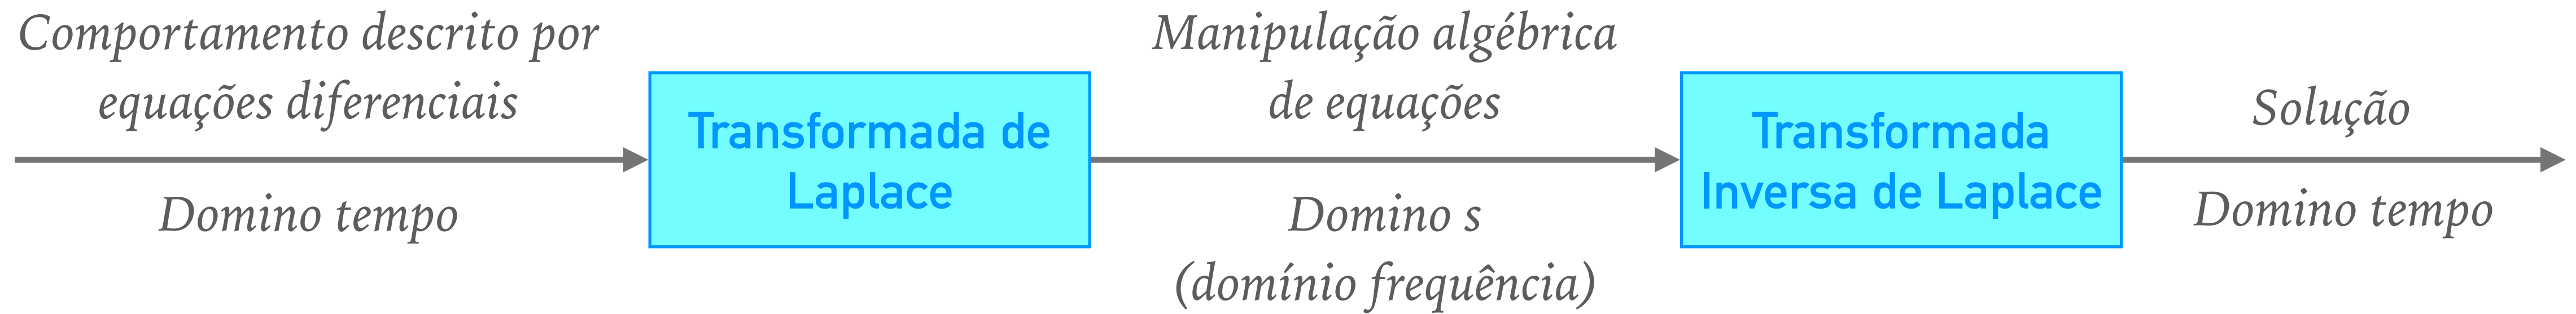 Comportamento descrito por
equações diferenciais
Domino tempo
Transformada de
Laplace
Manipulação algébrica
de equações
Domino s
(domínio frequência)
Transformada
Inversa de Laplace
Solução
Domino tempo